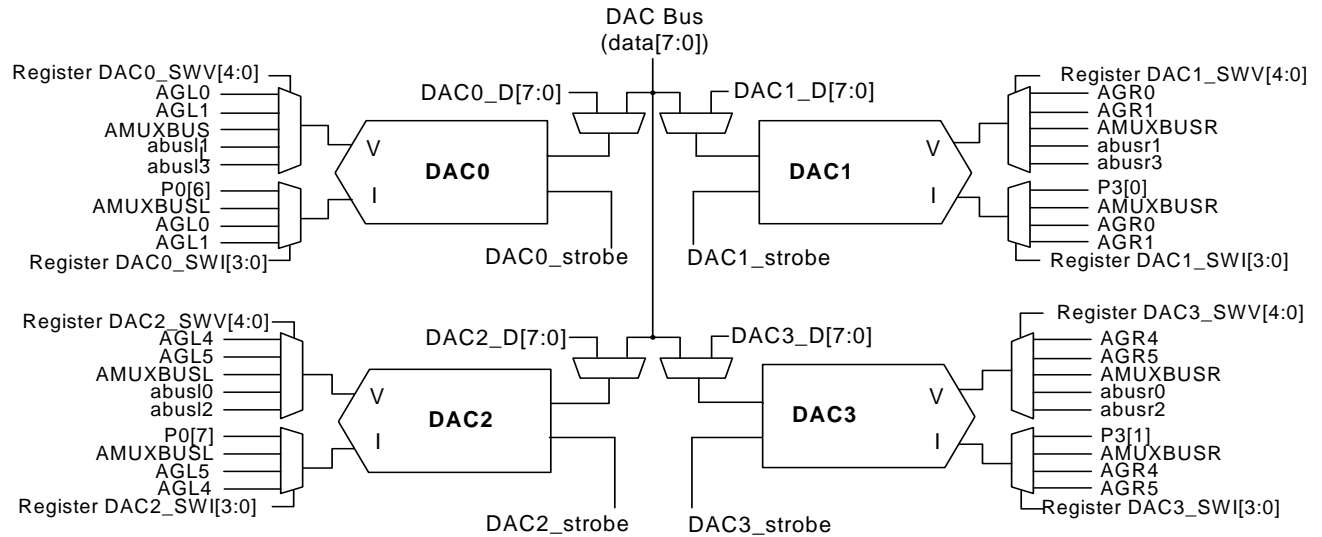 DAC Bus
(data[7:0])
Register DAC0_SWV[4:0]
AGL0
AGL1
AMUXBUS
abusl1
L
abusl3
P0[6]
AMUXBUSL
AGL0
AGL1
Register DAC0_SWI[3:0]
DAC0_D[7:0]
V
DAC0
I
DAC0_strobe
DAC1_D[7:0]
DAC1
V
I
DAC1_strobe
Register DAC1_SWV[4:0]
AGR0
AGR1
AMUXBUSR
abusr1
abusr3
P3[0]
AMUXBUSR
AGR0
AGR1
Register DAC1_SWI[3:0]
Register DAC2_SWV[4:0]
AGL4
AGL5
AMUXBUSL
abusl0
abusl2
P0[7]
AMUXBUSL
AGL5
AGL4
Register DAC2_SWI[3:0]
DAC2_D[7:0]
V
DAC2
I
DAC2_strobe
DAC3_D[7:0]
DAC3
V
I
DAC3_strobe
Register DAC3_SWV[4:0]
AGR4
AGR5
AMUXBUSR
abusr0
abusr2
P3[1]
AMUXBUSR
AGR4
AGR5
Register DAC3_SWI[3:0]